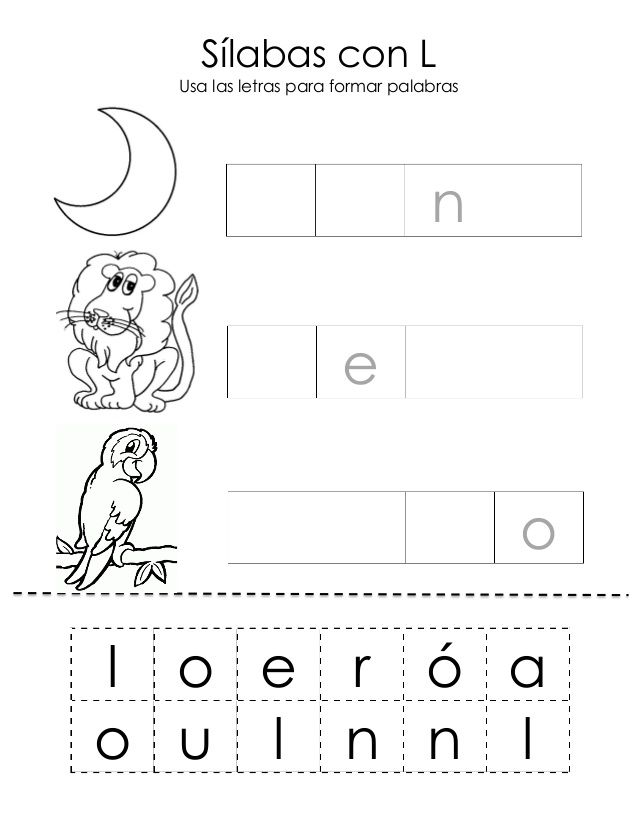 Sílabas con L
Usa las letras para formar palabras
n
e
o
l o e r ó a
o u l n n l